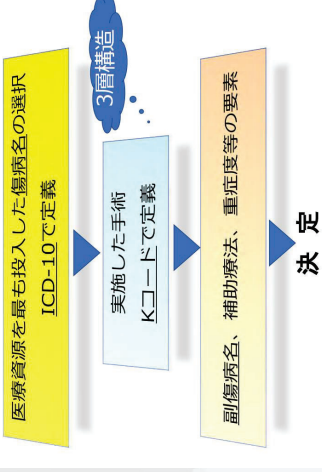 医療資源を最も投入した傷病名の選択
ICD-10で定義
3層構造
実施した手術
Kコードで定義
副傷病名、補助療法、重症度等の要素
決 定